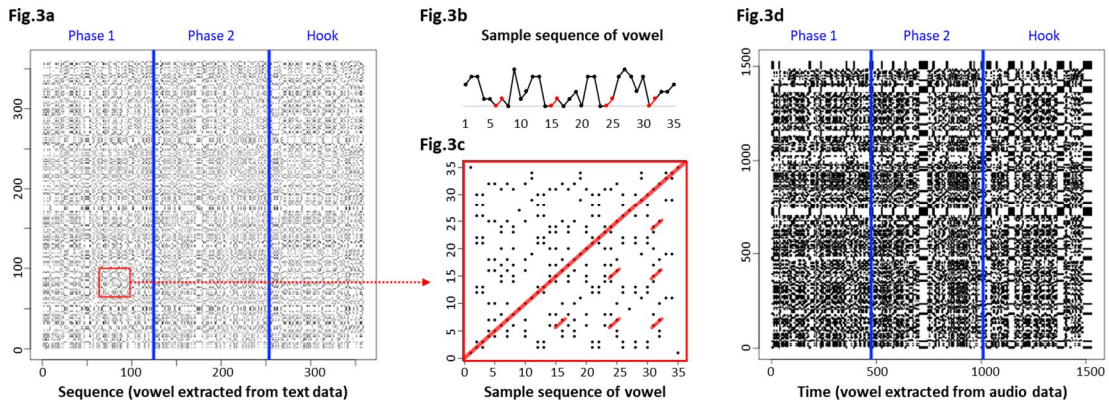 Fig.3a
Phase 1 Phase 2 Hook
300
200
100
0
0 100 200 300
Sequence (vowel extracted from text data)
Fig.3b
Sample sequence of vowel
1 5 10 15 20 25 30 35
Fig.3c
35
30
25
20
15
10
5
0
0 5 10 15 20 25 30 35
Sample sequence of vowel
Fig.3d
Phase 1 Phase 2 Hook
1500
1000
500
0
0 500 1000 1500
Time (vowel extracted from audio data)